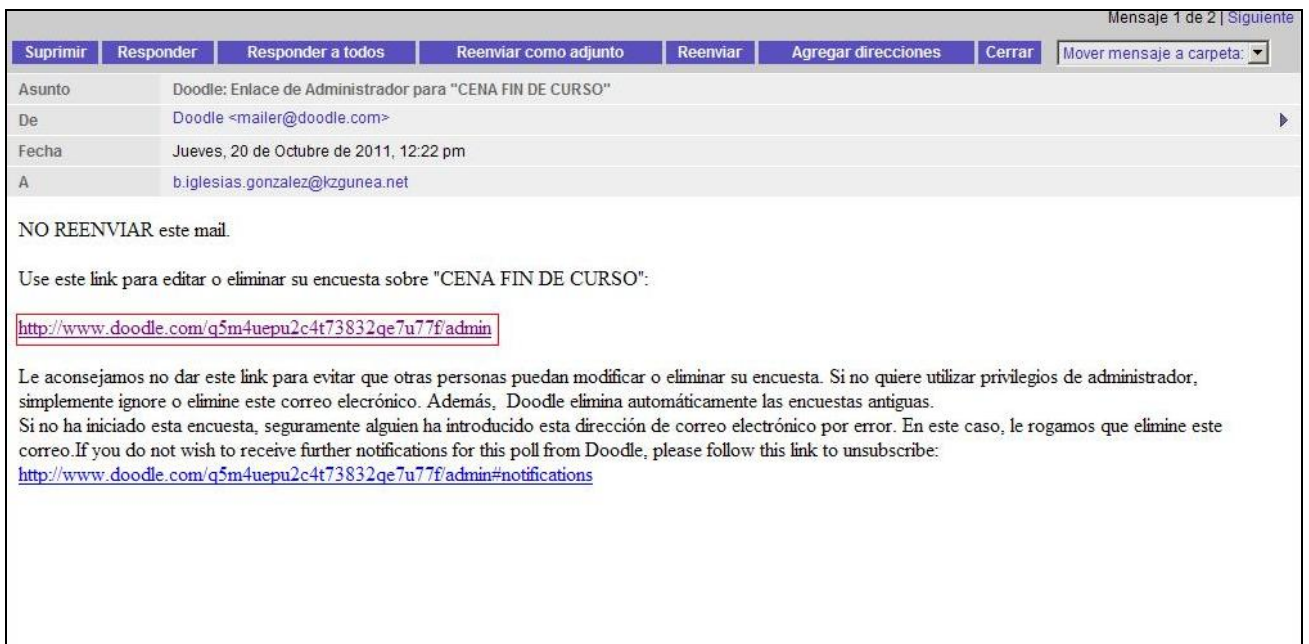 Mensaje 1 de 2 | Siguiente
Suprimir Responder Responder a todos Reenviar como adjunto Reenviar Agregar direcciones Cerrar Mover mensaje a carpeta:
Asunto Doodle: Enlace de Administrador para "CENA FIN DE CURSO"
De Doodle <mailer@doodle.com>
Fecha Jueves, 20 de Octubre de 2011, 12:22 pm
A b.iglesias.gonzalez@kzgunea.net
NO REENVIAR este mail.
Use este link para editar o eliminar su encuesta sobre "CENA FIN DE CURSO":
http://www.doodle.com/q5m4uepu2c4t73832qe7u77f/admin
Le aconsejamos no dar este link para evitar que otras personas puedan modificar o eliminar su encuesta. Si no quiere utilizar privilegios de administrador,
simplemente ignore o elimine este correo elecrónico. Además, Doodle elimina automáticamente las encuestas antiguas.
Si no ha iniciado esta encuesta, seguramente alguien ha introducido esta dirección de correo electrónico por error. En este caso, le rogamos que elimine este
correo.If you do not wish to receive further notifications for this poll from Doodle, please follow this link to unsubscribe:
http://www.doodle.com/q5m4uepu2c4t73832qe7u77f/admin#notifications